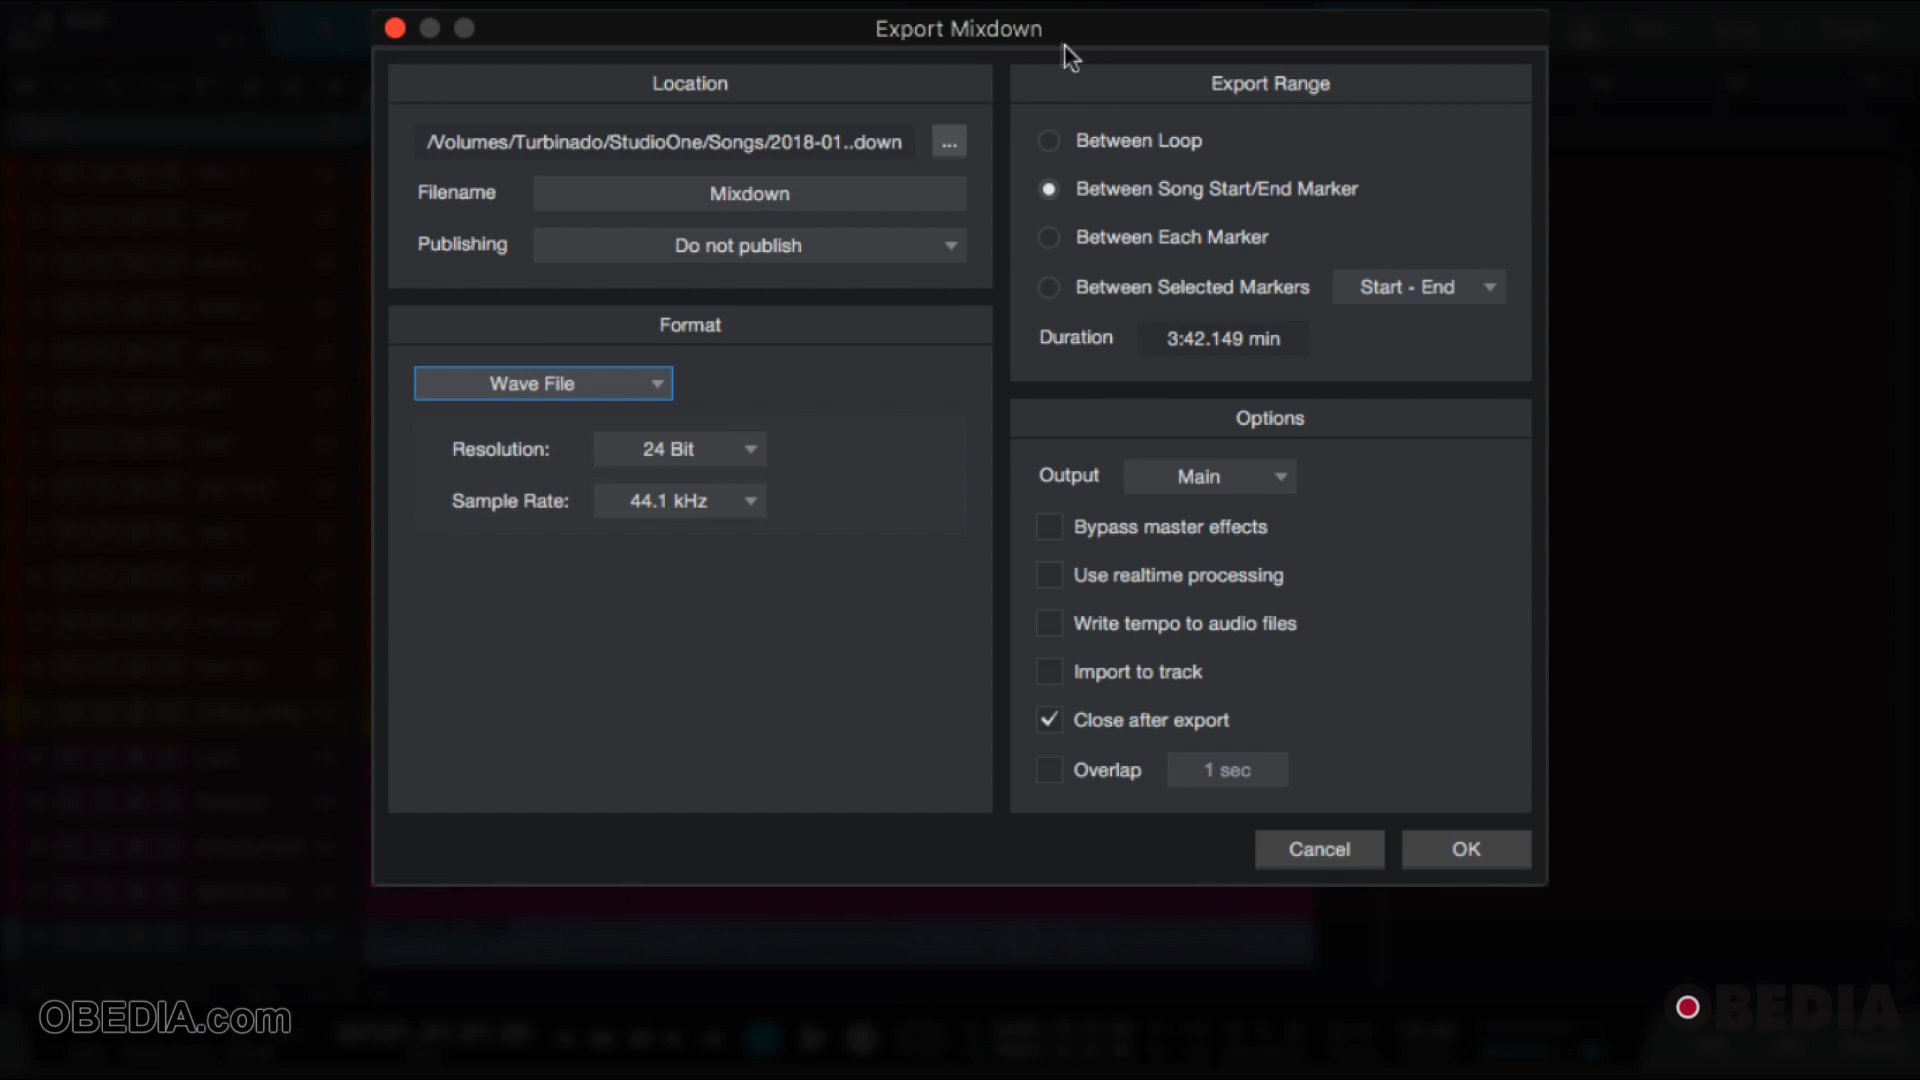 Export Mixdown
Location
/Volumes/Turbinado/StudioOne/Songs/2018-01..down
...
Filename
Mixdown
Publishing
Do not publish
Format
Wave File
Resolution:
24 Bit
Sample Rate:
44.1 kHz
Export Range
Between Loop
Between Song Start/End Marker
Between Each Marker
Between Selected Markers
Start - End
Duration
3:42.149 min
Options
Output
Main
Bypass master effects
Use realtime processing
Write tempo to audio files
Import to track
Close after export
Overlap
1 sec
Cancel
OK
OBEDIA.com
OBEDIA